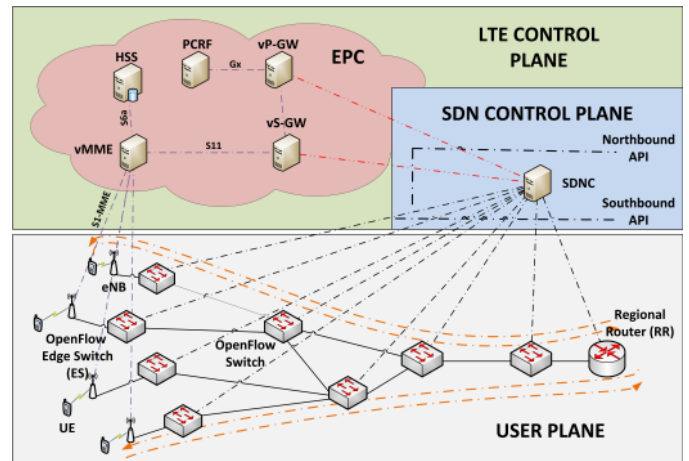 LTE CONTROL
PLANE
EPC
HSS
PCRF
vP-GW
Gx
S6a
vS-GW
vMME
S11
S1-MME
SDN CONTROL PLANE
Northbound
API
SDNC
Southbound
API
eNB
OpenFlow
Edge Switch
(ES)
OpenFlow
Switch
Regional
Router (RR)
UE
USER PLANE